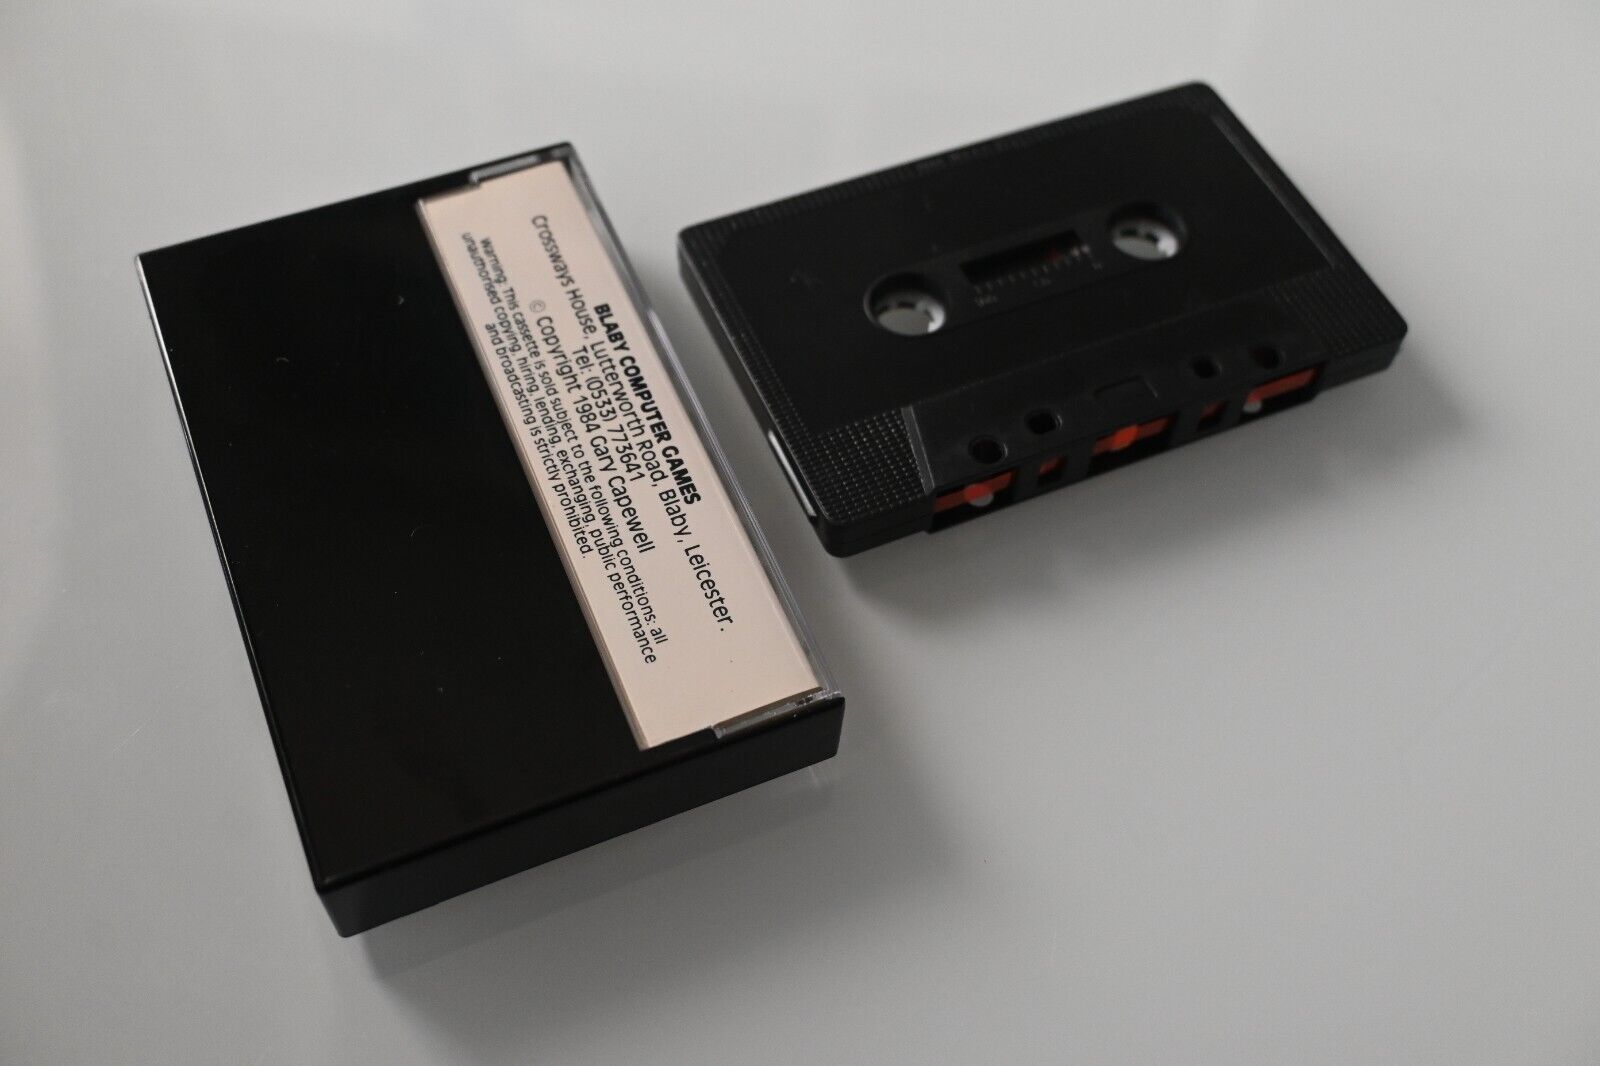 BLABY COMPUTER GAMES
Crossways House, Lutterworth Road, Blaby, Leicester.
Tel: (0533) 773641
© Copyright 1984 Gary Capewell
Warning: This cassette is sold subject to the following conditions: all
unauthorised copying, hiring, lending, exchanging, public performance
and broadcasting is strictly prohibited.